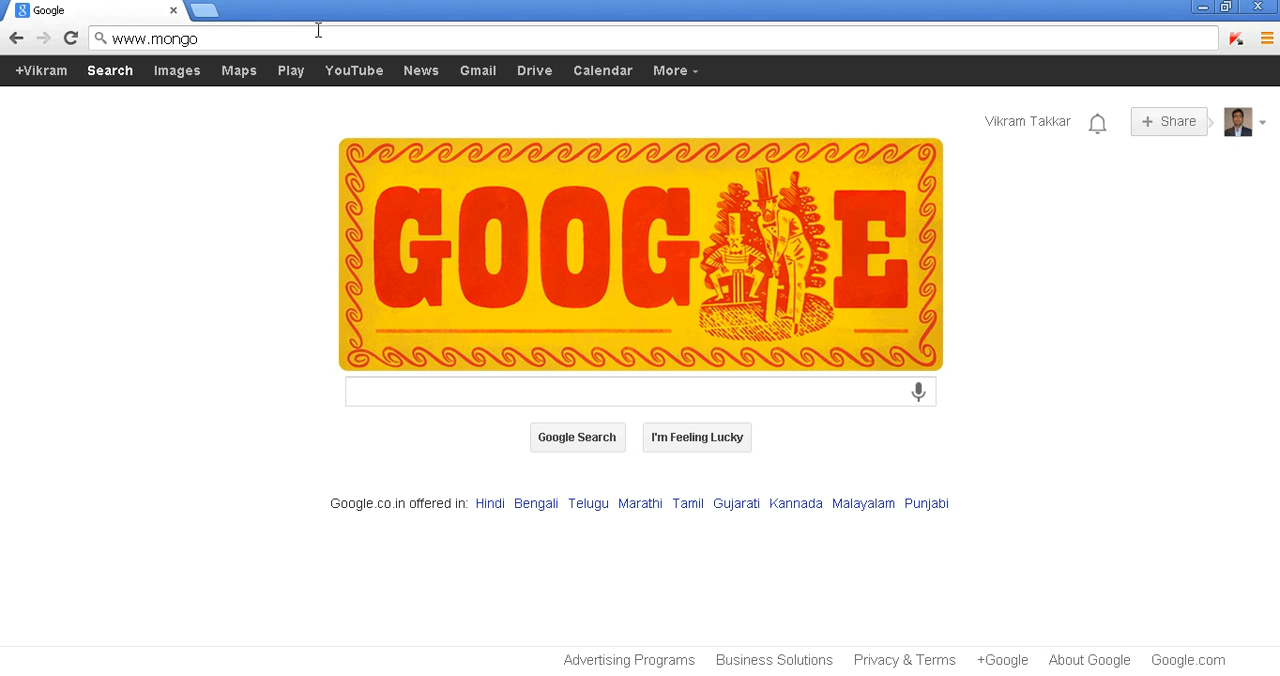 Google
www.mongo
+Vikram Search Images Maps Play YouTube News Gmail Drive Calendar More
Vikram Takkar + Share
GOOG E
Google Search I'm Feeling Lucky
Google.co.in offered in: Hindi Bengali Telugu Marathi Tamil Gujarati Kannada Malayalam Punjabi
Advertising Programs Business Solutions Privacy & Terms +Google About Google Google.com